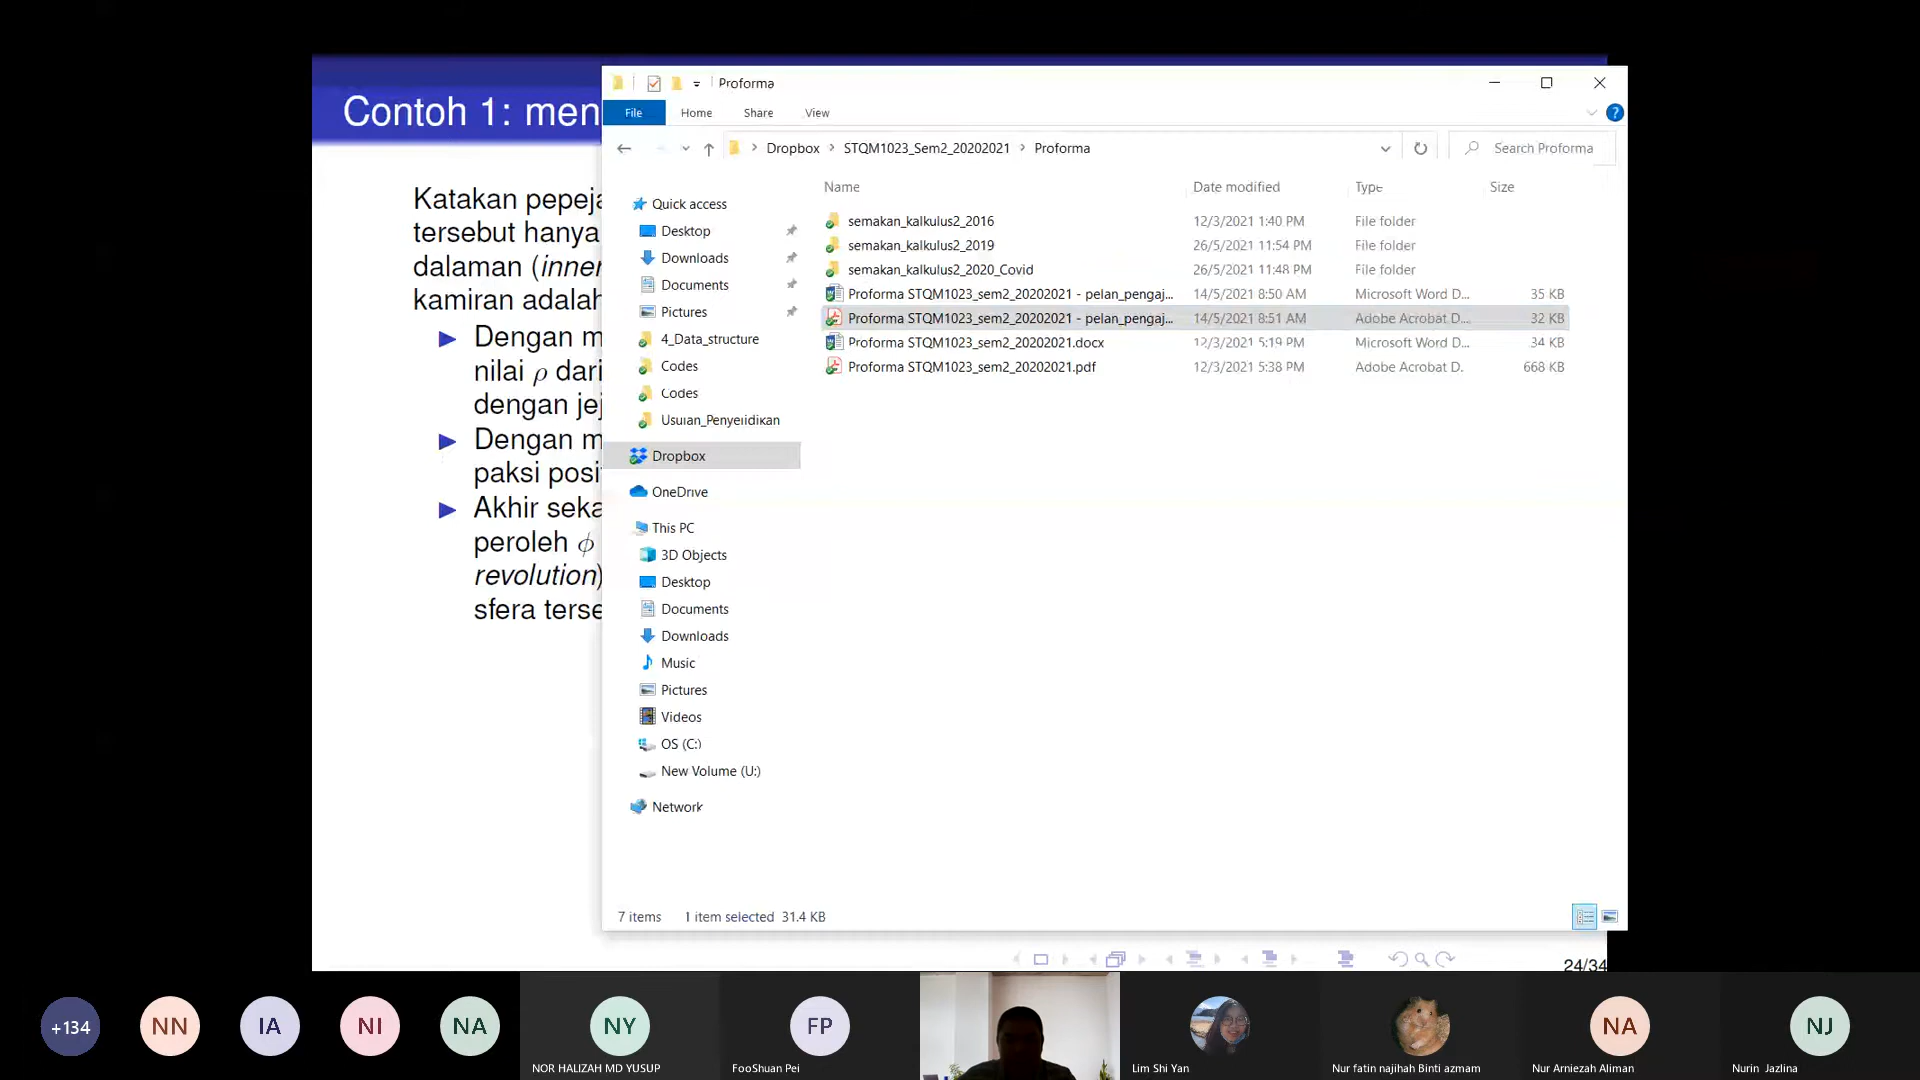 Contoh 1: men
Katakan pepeja
tersebut hanya
dalaman (inner
kamiran adalah
Dengan m
nilai ρ dari
dengan jej
Dengan m
paksi posi
Akhir seka
peroleh ϕ
revolution)
sfera terse
24/34
Proforma
File Home Share View
Dropbox STQM1023_Sem2_20202021 Proforma
Search Proforma
Quick access
Desktop
Downloads
Documents
Pictures
4_Data_structure
Codes
Codes
Usulan_Penyelidikan
Dropbox
OneDrive
This PC
3D Objects
Desktop
Documents
Downloads
Music
Pictures
Videos
OS (C:)
New Volume (U:)
Network
Name Date modified Type Size
semakan_kalkulus2_2016 12/3/2021 1:40 PM File folder
semakan_kalkulus2_2019 26/5/2021 11:54 PM File folder
semakan_kalkulus2_2020_Covid 26/5/2021 11:48 PM File folder
Proforma STQM1023_sem2_20202021 - pelan_pengaj... 14/5/2021 8:50 AM Microsoft Word D... 35 KB
Proforma STQM1023_sem2_20202021 - pelan_pengaj... 14/5/2021 8:51 AM Adobe Acrobat D... 32 KB
Proforma STQM1023_sem2_20202021.docx 12/3/2021 5:19 PM Microsoft Word D... 34 KB
Proforma STQM1023_sem2_20202021.pdf 12/3/2021 5:38 PM Adobe Acrobat D. 668 KB
7 items 1 item selected 31.4 KB
+134
NN
IA
NI
NA
NY
NOR HALIZAH MD YUSUP
FP
FooShuan Pei
Lim Shi Yan
Nur fatin najihah Binti azmam
NA
Nur Arniezah Aliman
NJ
Nurin Jazlina